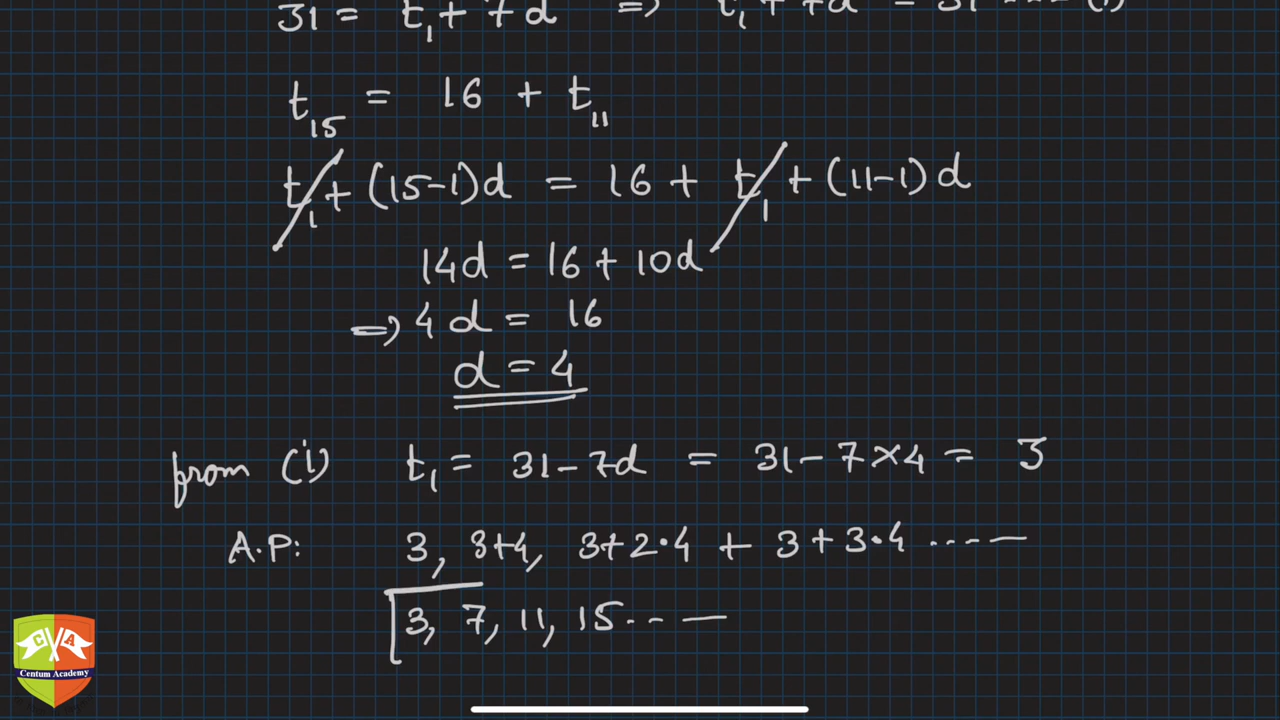 31 = t₁ + 7d ⇒ t₁ + 7d = 31 ---- (i)
t₁₅ = 16 + t₁₁
t₁ + (15-1)d = 16 + t₁ + (11-1)d
14d = 16 + 10d
⇒ 4d = 16
d = 4
from (i) t₁ = 31 - 7d = 31 - 7×4 = 3
A.P: 3, 3+4, 3+2·4 + 3+3·4 .....
3, 7, 11, 15 .. —
C A
Centum Academy